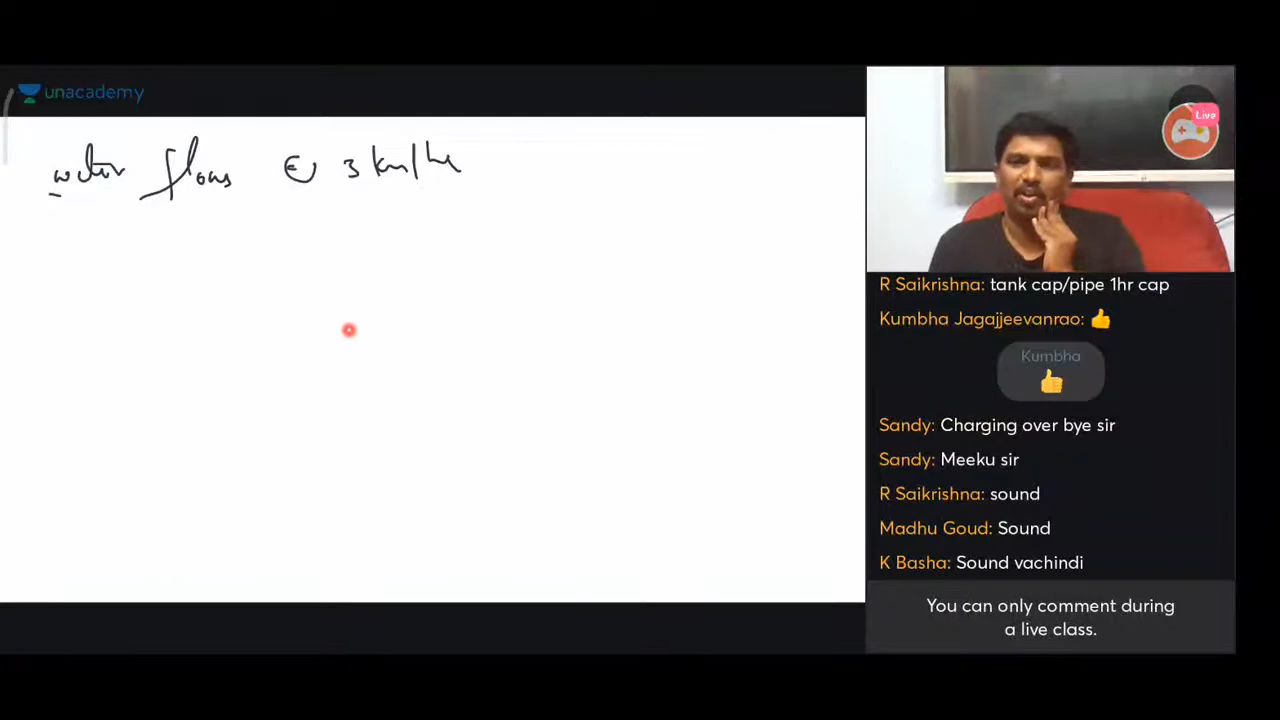 unacademy
water flows @ 3 km/hr
Live
R Saikrishna: tank cap/pipe 1hr cap
Kumbha Jagajjeevanrao: 👍
Kumbha
👍
Sandy: Charging over bye sir
Sandy: Meeku sir
R Saikrishna: sound
Madhu Goud: Sound
K Basha: Sound vachindi
You can only comment during
a live class.